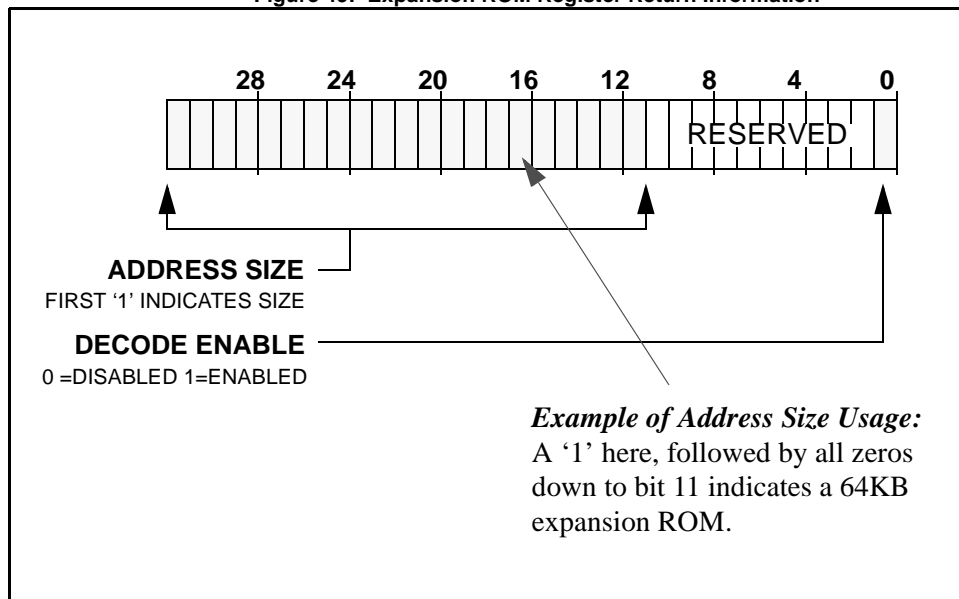 Figure 45. Expansion ROM Register Return Information
28 24 20 16 12 8 4 0
RESERVED
ADDRESS SIZE
FIRST ‘1’ INDICATES SIZE
DECODE ENABLE
0 =DISABLED 1=ENABLED
Example of Address Size Usage:
A ‘1’ here, followed by all zeros
down to bit 11 indicates a 64KB
expansion ROM.